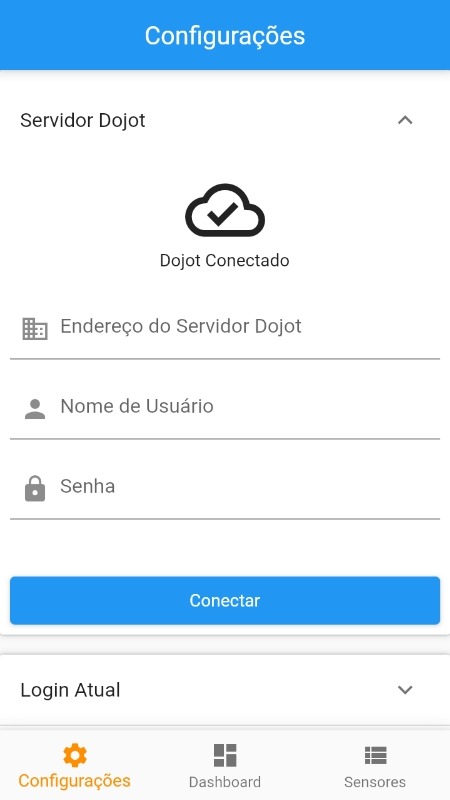 Configurações
Servidor Dojot
Dojot Conectado
Endereço do Servidor Dojot
Nome de Usuário
Senha
Conectar
Login Atual
Configurações
Dashboard
Sensores